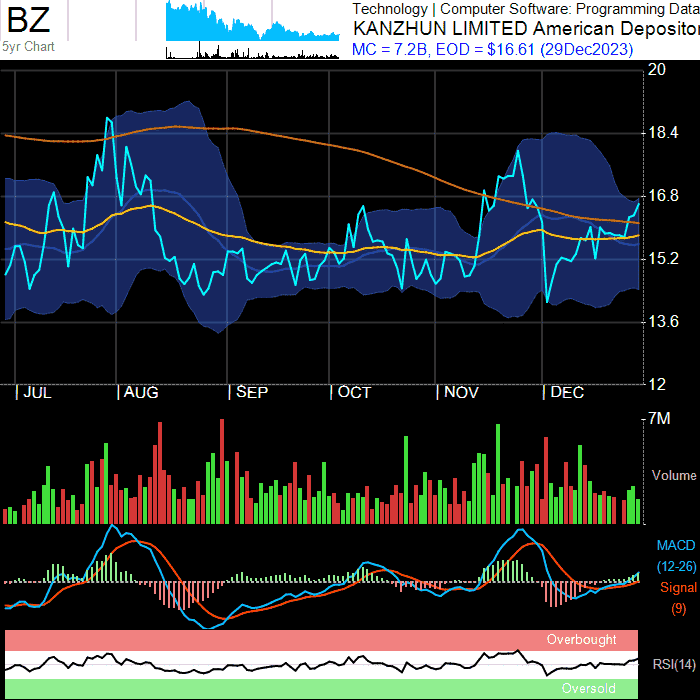 BZ
5yr Chart
Technology | Computer Software: Programming Data
KANZHUN LIMITED American Depositor
MC = 7.2B, EOD = $16.61 (29Dec2023)
20
18.4
16.8
15.2
13.6
12
| JUL | AUG | SEP | OCT | NOV | DEC
7M
Volume
MACD
(12-26)
Signal
(9)
Overbought
RSI(14)
Oversold